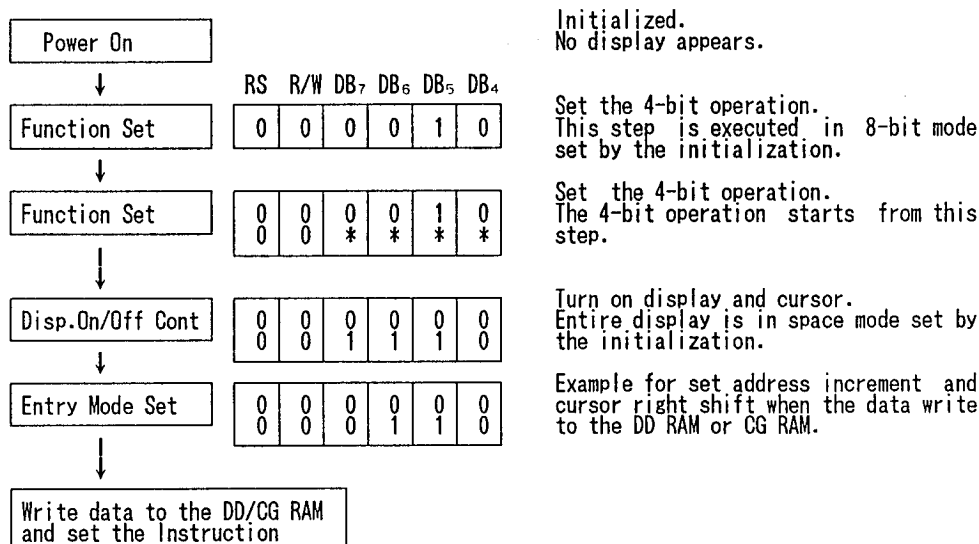 Power On
Initialized.
No display appears.
RS R/W DB₇ DB₆ DB₅ DB₄
Function Set
0 0 0 0 1 0
Set the 4-bit operation.
This step is executed in 8-bit mode
set by the initialization.
Function Set
0 0 0 0 1 0
0 0 * * * *
Set the 4-bit operation.
The 4-bit operation starts from this
step.
Disp.On/Off Cont
0 0 0 0 0 0
0 0 1 1 1 0
Turn on display and cursor.
Entire display is in space mode set by
the initialization.
Entry Mode Set
0 0 0 0 0 0
0 0 0 1 1 0
Example for set address increment and
cursor right shift when the data write
to the DD RAM or CG RAM.
Write data to the DD/CG RAM
and set the Instruction